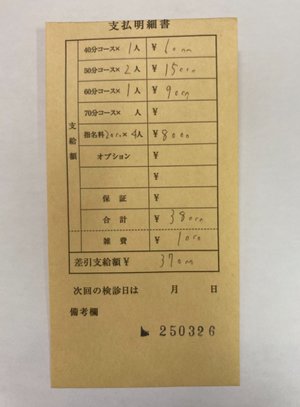 支払明細書
支給額
40分コース× 1人 ¥
50分コース× 2人 ¥ 15000
60分コース× 1人 ¥ 9000
70分コース× 人 ¥
指名料2000× 4人 ¥ 8000
オプション ¥
¥
保証 ¥
合計 ¥ 38000
雑費 ¥ 1000
差引支給額 ¥ 37000
次回の検診日は 月 日
備考欄
250326